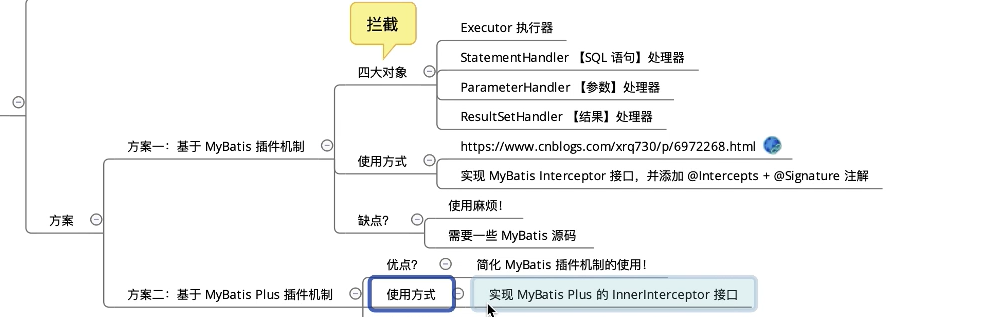 拦截
Executor 执行器
StatementHandler 【SQL 语句】处理器
四大对象
ParameterHandler 【参数】处理器
ResultSetHandler 【结果】处理器
方案一：基于 MyBatis 插件机制
https://www.cnblogs.com/xrq730/p/6972268.html
使用方式
实现 MyBatis Interceptor 接口，并添加 @Intercepts + @Signature 注解
方案
使用麻烦！
缺点？
需要一些 MyBatis 源码
优点？
简化 MyBatis 插件机制的使用！
方案二：基于 MyBatis Plus 插件机制
使用方式
实现 MyBatis Plus 的 InnerInterceptor 接口